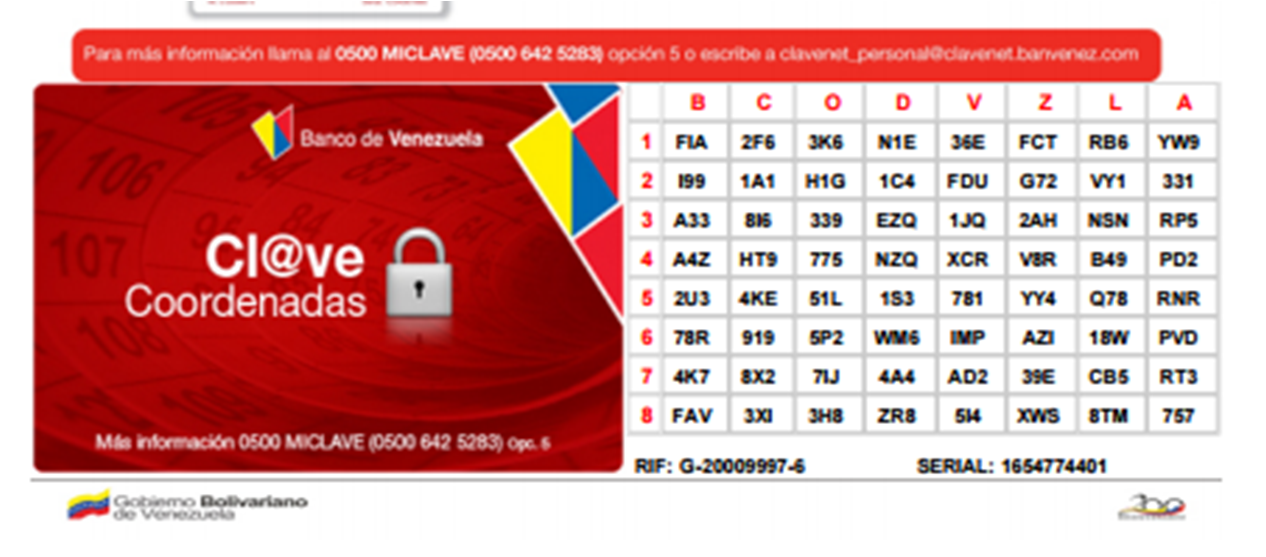 Para más información llama al 0500 MICLAVE (0500 642 5283) opción 5 o escribe a clavenet_personal@clavenet.banvenez.com
Banco de Venezuela
Cl@ve
Coordenadas
Más información 0500 MICLAVE (0500 642 5283) Opc. 5
B C O D V Z L A
1 FIA 2F6 3K6 N1E 36E FCT RB6 YW9
2 I99 1A1 H1G 1C4 FDU G72 VY1 331
3 A33 8I6 339 EZQ 1JQ 2AH NSN RP5
4 A4Z HT9 775 NZQ XCR V8R B49 PD2
5 2U3 4KE 51L 1S3 781 YY4 Q78 RNR
6 78R 919 5P2 WM6 IMP AZI 18W PVD
7 4K7 8X2 7IJ 4A4 AD2 39E CB5 RT3
8 FAV 3XI 3H8 ZR8 5I4 XWS 8TM 757
RIF: G-20009997-6 SERIAL: 1654774401
Gobierno Bolivariano
de Venezuela